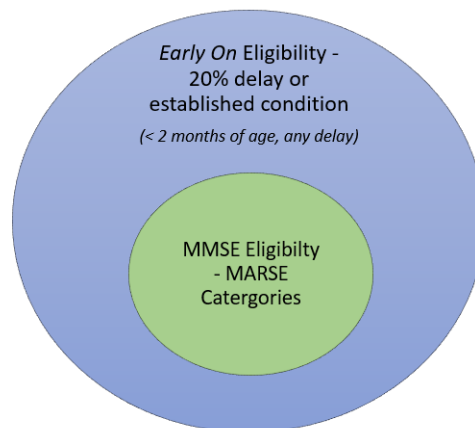 Early On Eligibility -
20% delay or
established condition
(< 2 months of age, any delay)
MMSE Eligibilty
- MARSE
Catergories